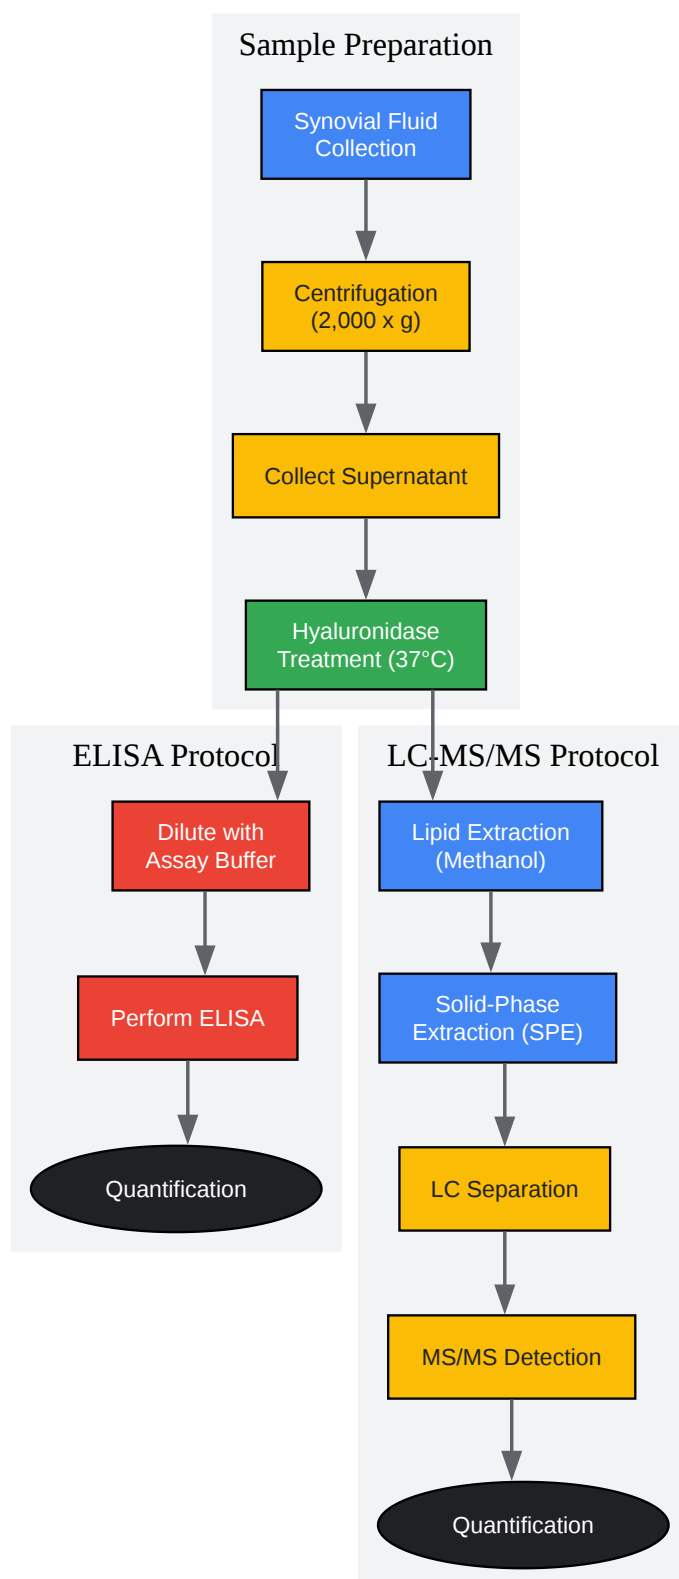 Sample Preparation
Synovial Fluid
Collection
Centrifugation
(2,000 x g)
Collect Supernatant
Hyaluronidase
Treatment (37°C)
ELISA Protocol
Dilute with
Assay Buffer
Perform ELISA
Quantification
LC-MS/MS Protocol
Lipid Extraction
(Methanol)
Solid-Phase
Extraction (SPE)
LC Separation
MS/MS Detection
Quantification